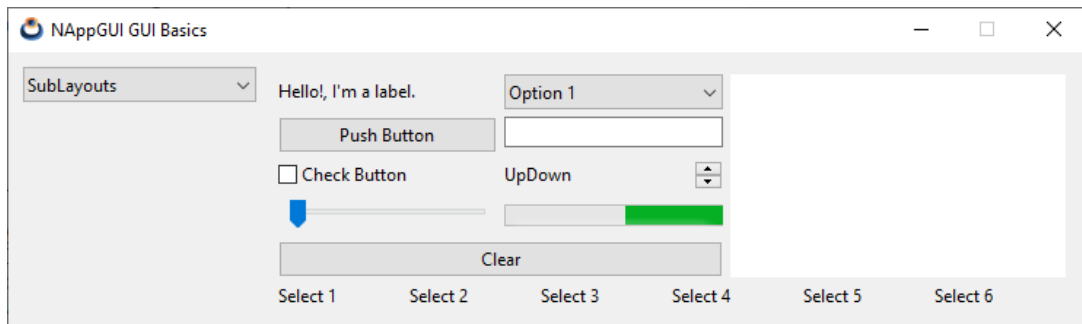 NAppGUI GUI Basics
SubLayouts
Hello!, I'm a label.
Option 1
Push Button
Check Button
UpDown
Clear
Select 1 Select 2 Select 3 Select 4 Select 5 Select 6